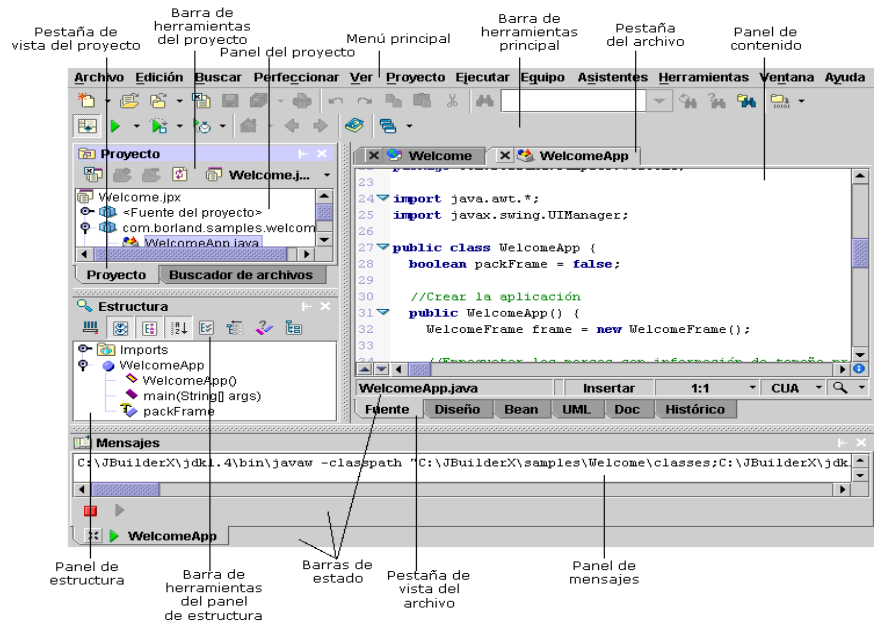 Pestaña de
vista del proyecto
Barra de
herramientas
del proyecto
Panel del proyecto
Menú principal
Barra de
herramientas
principal
Pestaña
del archivo
Panel de
contenido
Archivo Edición Buscar Perfeccionar Ver Proyecto Ejecutar Equipo Asistentes Herramientas Ventana Ayuda
Proyecto
Welcome.j...
Welcome.jpx
<Fuente del proyecto>
com.borland.samples.welcom
WelcomeApp.java
Proyecto Buscador de archivos
Estructura
Imports
WelcomeApp
WelcomeApp()
main(String[] args)
packFrame
Welcome WelcomeApp
23
24 import java.awt.*;
25 import javax.swing.UIManager;
26
27 public class WelcomeApp {
28 boolean packFrame = false;
29
30 //Crear la aplicación
31 public WelcomeApp() {
32 WelcomeFrame frame = new WelcomeFrame();
33
WelcomeApp.java Insertar 1:1 CUA
Fuente Diseño Bean UML Doc Histórico
Mensajes
C:\JBuilderX\jdk1.4\bin\javaw -classpath "C:\JBuilderX\samples\Welcome\classes;C:\JBuilderX\jdk
WelcomeApp
Panel de
estructura
Barra de
herramientas
del panel
de estructura
Barras de
estado
Pestaña de
vista del
archivo
Panel de
mensajes